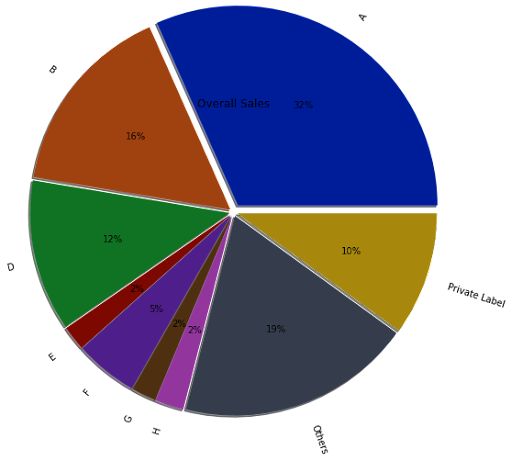 A
B
Overall Sales
32%
16%
12%
10%
D
2%
5%
2%
2%
19%
Private Label
E
F
G
H
Others